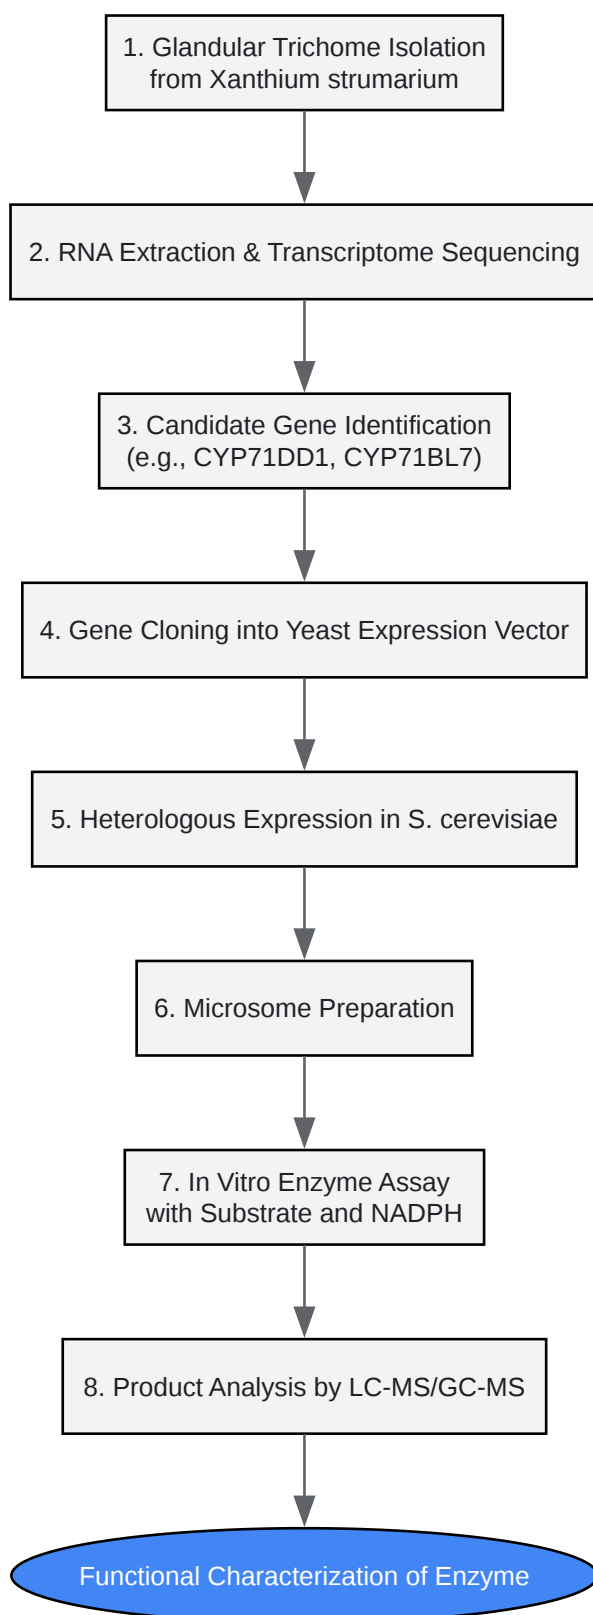 1. Glandular Trichome Isolation
from Xanthium strumarium
2. RNA Extraction & Transcriptome Sequencing
3. Candidate Gene Identification
(e.g., CYP71DD1, CYP71BL7)
4. Gene Cloning into Yeast Expression Vector
5. Heterologous Expression in S. cerevisiae
6. Microsome Preparation
7. In Vitro Enzyme Assay
with Substrate and NADPH
8. Product Analysis by LC-MS/GC-MS
Functional Characterization of Enzyme